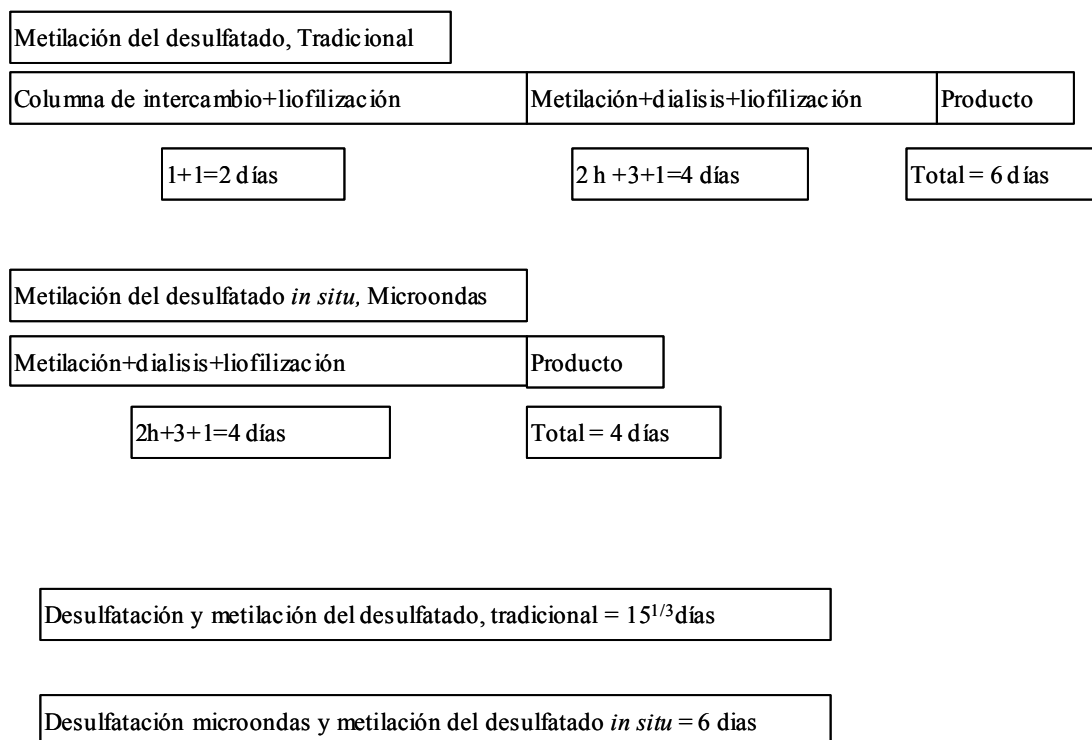 Metilación del desulfatado, Tradicional
Columna de intercambio+liofilización Metilación+dialisis+liofilización Producto
1+1=2 días 2 h +3+1=4 días Total = 6 días
Metilación del desulfatado in situ, Microondas
Metilación+dialisis+liofilización Producto
2h+3+1=4 días Total = 4 días
Desulfatación y metilación del desulfatado, tradicional = 15^1/3 días
Desulfatación microondas y metilación del desulfatado in situ = 6 dias